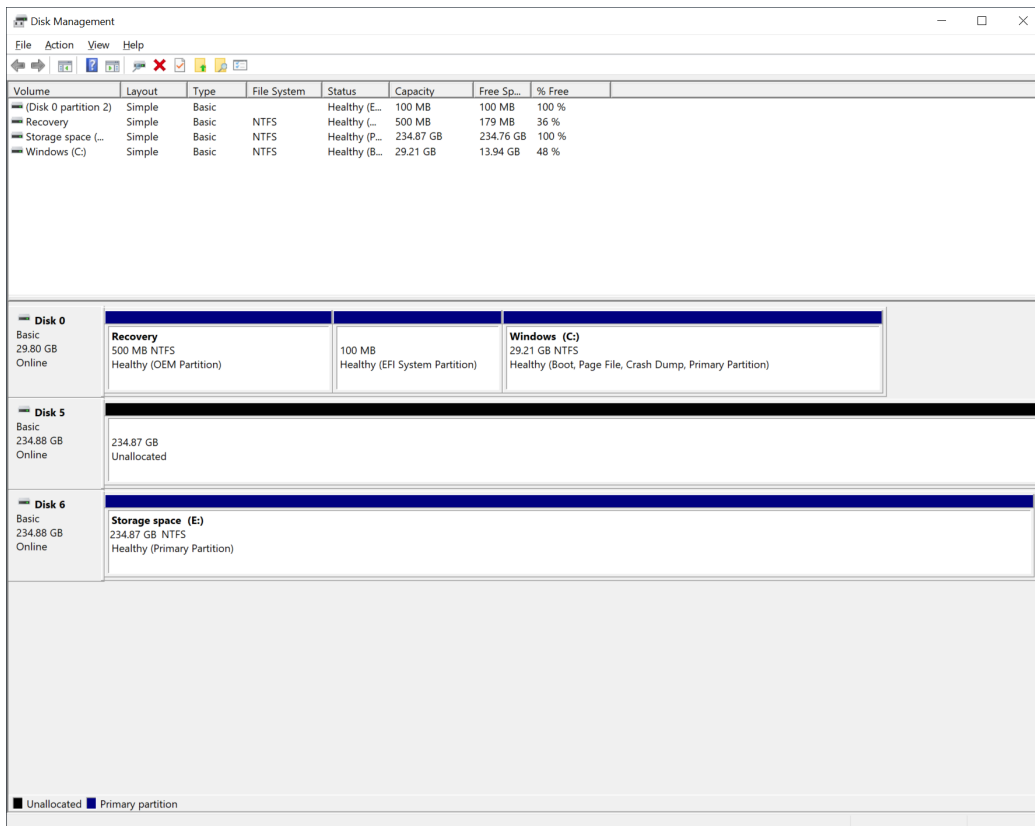 Disk Management
File Action View Help
Volume Layout Type File System Status Capacity Free Sp... % Free
(Disk 0 partition 2) Simple Basic Healthy (E... 100 MB 100 MB 100 %
Recovery Simple Basic NTFS Healthy (... 500 MB 179 MB 36 %
Storage space (... Simple Basic NTFS Healthy (P... 234.87 GB 234.76 GB 100 %
Windows (C:) Simple Basic NTFS Healthy (B... 29.21 GB 13.94 GB 48 %
Disk 0
Basic
29.80 GB
Online
Recovery
500 MB NTFS
Healthy (OEM Partition)
100 MB
Healthy (EFI System Partition)
Windows (C:)
29.21 GB NTFS
Healthy (Boot, Page File, Crash Dump, Primary Partition)
Disk 5
Basic
234.88 GB
Online
234.87 GB
Unallocated
Disk 6
Basic
234.88 GB
Online
Storage space (E:)
234.87 GB NTFS
Healthy (Primary Partition)
Unallocated Primary partition